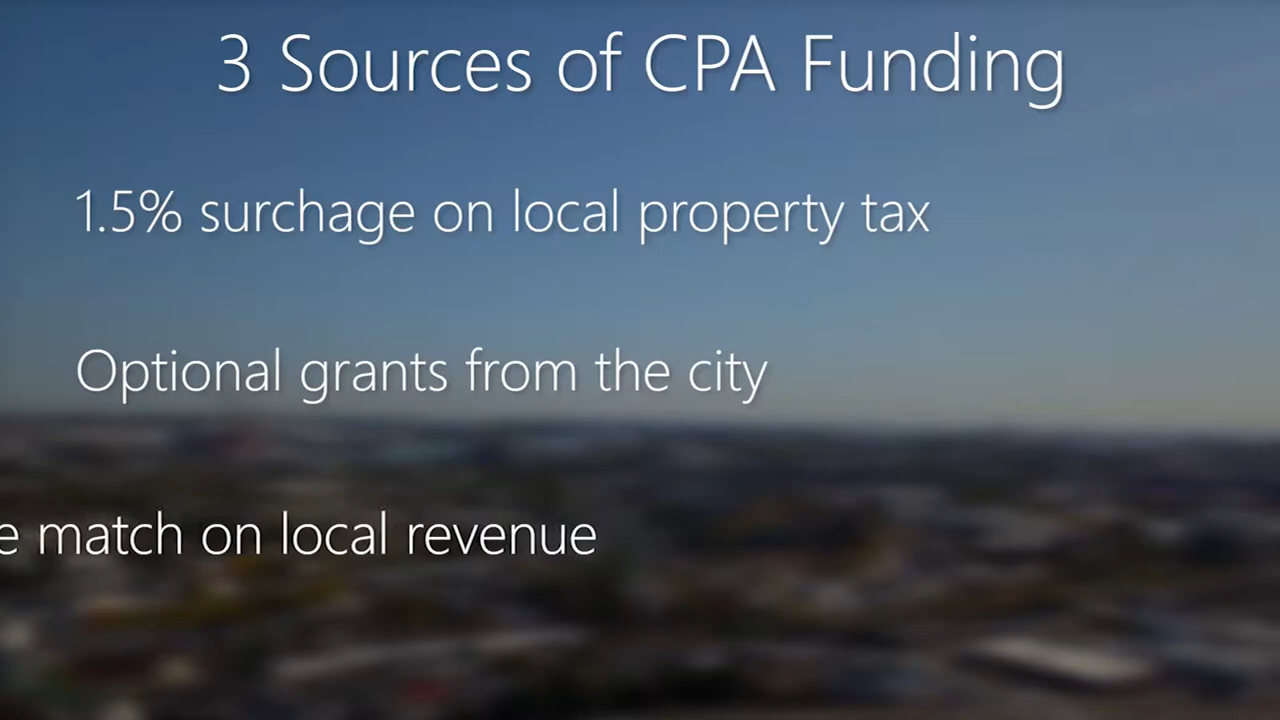 3 Sources of CPA Funding
1.5% surchage on local property tax
Optional grants from the city
e match on local revenue